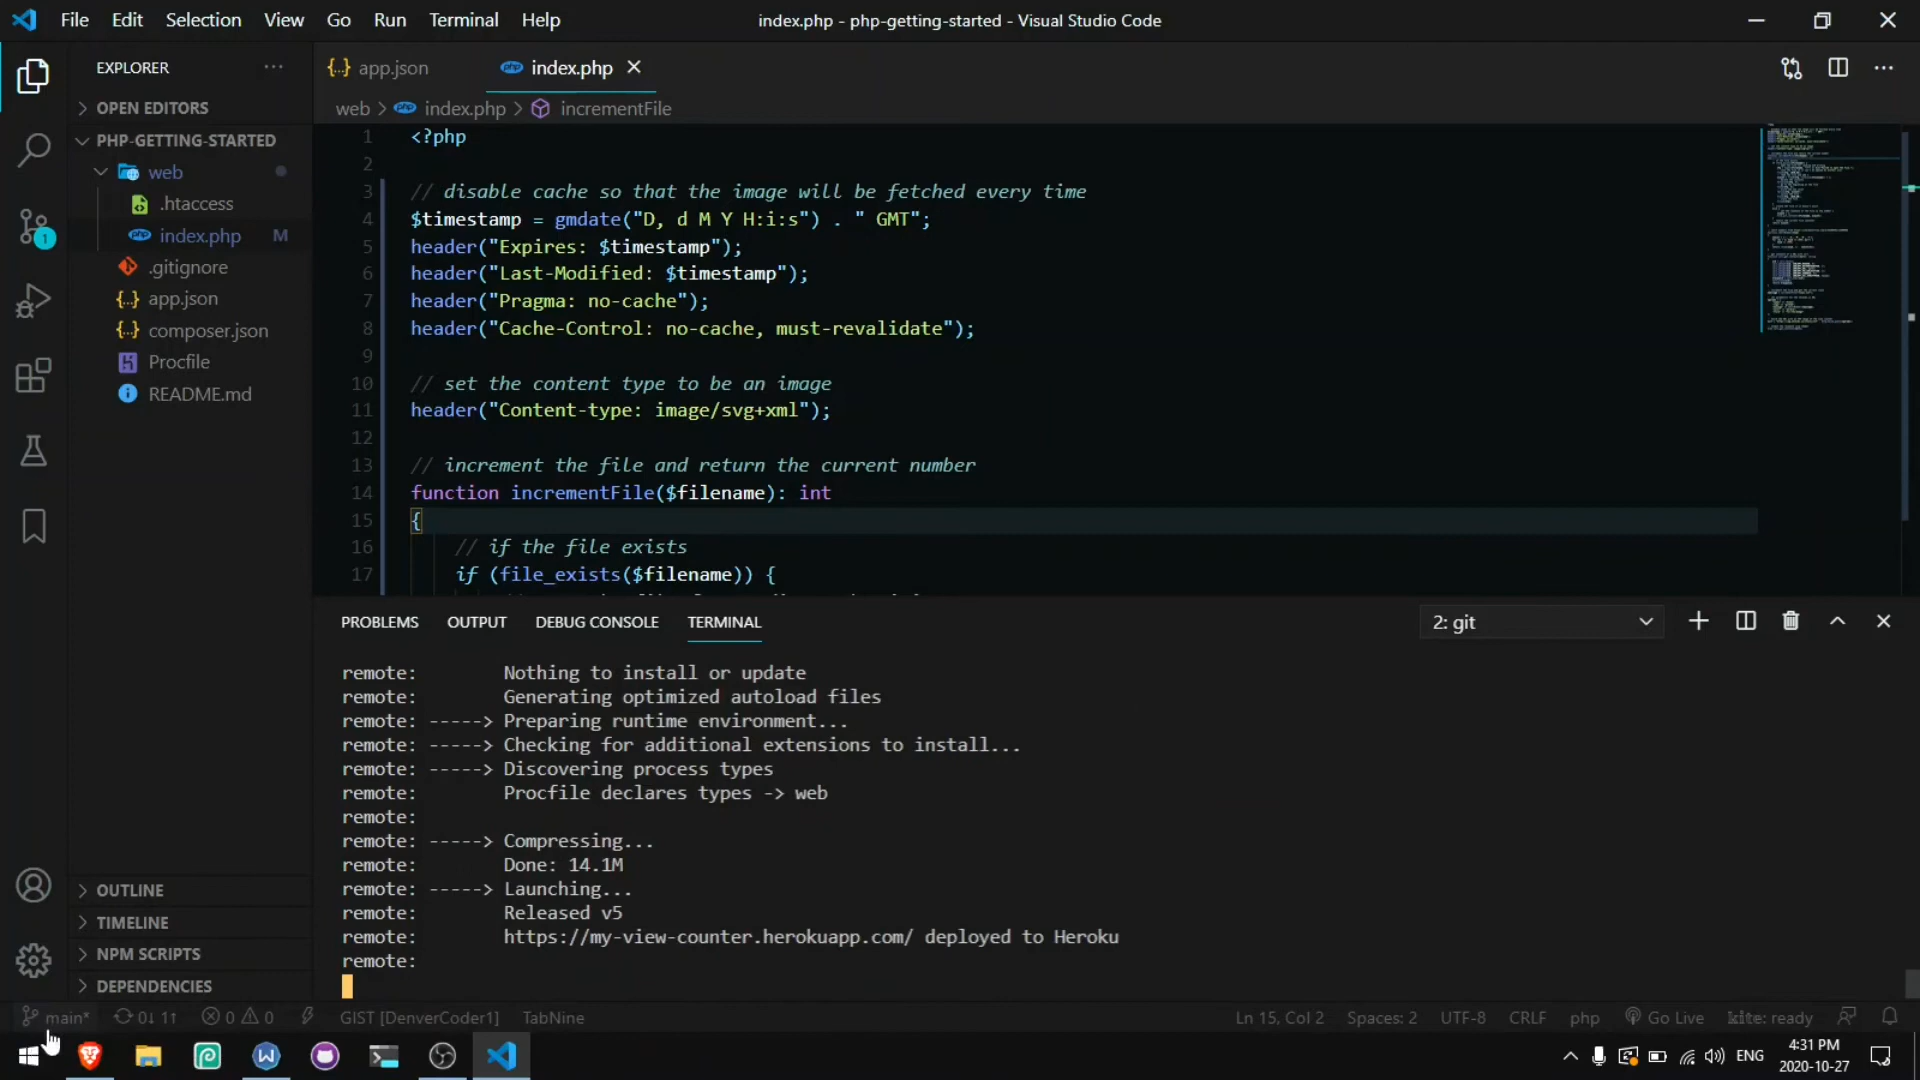 File Edit Selection View Go Run Terminal Help
index.php - php-getting-started - Visual Studio Code
EXPLORER
OPEN EDITORS
PHP-GETTING-STARTED
web
.htaccess
index.php M
.gitignore
app.json
composer.json
Procfile
README.md
OUTLINE
TIMELINE
NPM SCRIPTS
DEPENDENCIES
1
app.json
index.php
web > index.php > incrementFile
1 <?php
2
3 // disable cache so that the image will be fetched every time
4 $timestamp = gmdate("D, d M Y H:i:s") . " GMT";
5 header("Expires: $timestamp");
6 header("Last-Modified: $timestamp");
7 header("Pragma: no-cache");
8 header("Cache-Control: no-cache, must-revalidate");
9
10 // set the content type to be an image
11 header("Content-type: image/svg+xml");
12
13 // increment the file and return the current number
14 function incrementFile($filename): int
15 {
16 // if the file exists
17 if (file_exists($filename)) {
PROBLEMS OUTPUT DEBUG CONSOLE TERMINAL
2: git
remote: Nothing to install or update
remote: Generating optimized autoload files
remote: -----> Preparing runtime environment...
remote: -----> Checking for additional extensions to install...
remote: -----> Discovering process types
remote: Procfile declares types -> web
remote:
remote: -----> Compressing...
remote: Done: 14.1M
remote: -----> Launching...
remote: Released v5
remote: https://my-view-counter.herokuapp.com/ deployed to Heroku
remote:
main* 0↓ 1↑ 0 0 GIST [DenverCoder1] TabNine
Ln 15, Col 2 Spaces: 2 UTF-8 CRLF php Go Live kite: ready
ENG
4:31 PM
2020-10-27